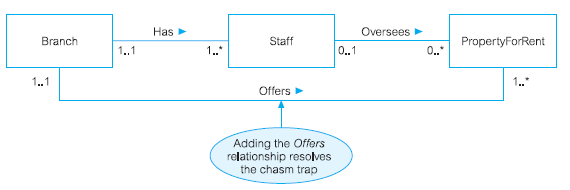 Has ►
Oversees ►
Branch
Staff
PropertyForRent
1..1
1..*
0..1
0..*
1..1
1..*
Offers ►
Adding the Offers
relationship resolves
the chasm trap